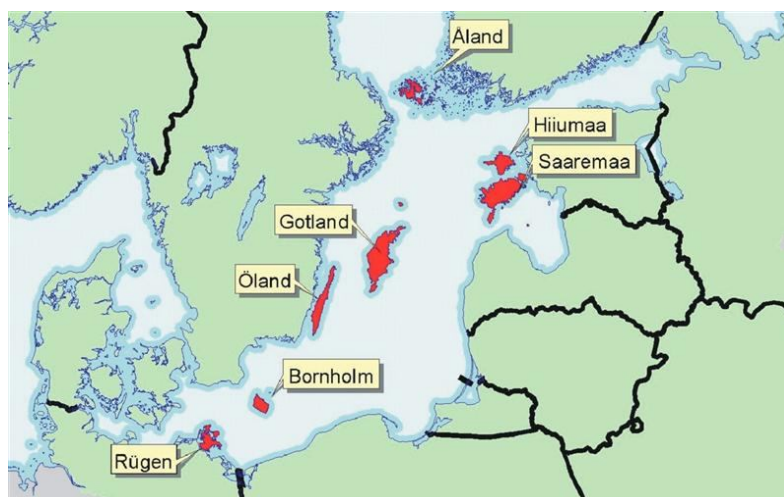 Åland
Hiiumaa
Saaremaa
Gotland
Öland
Bornholm
Rügen